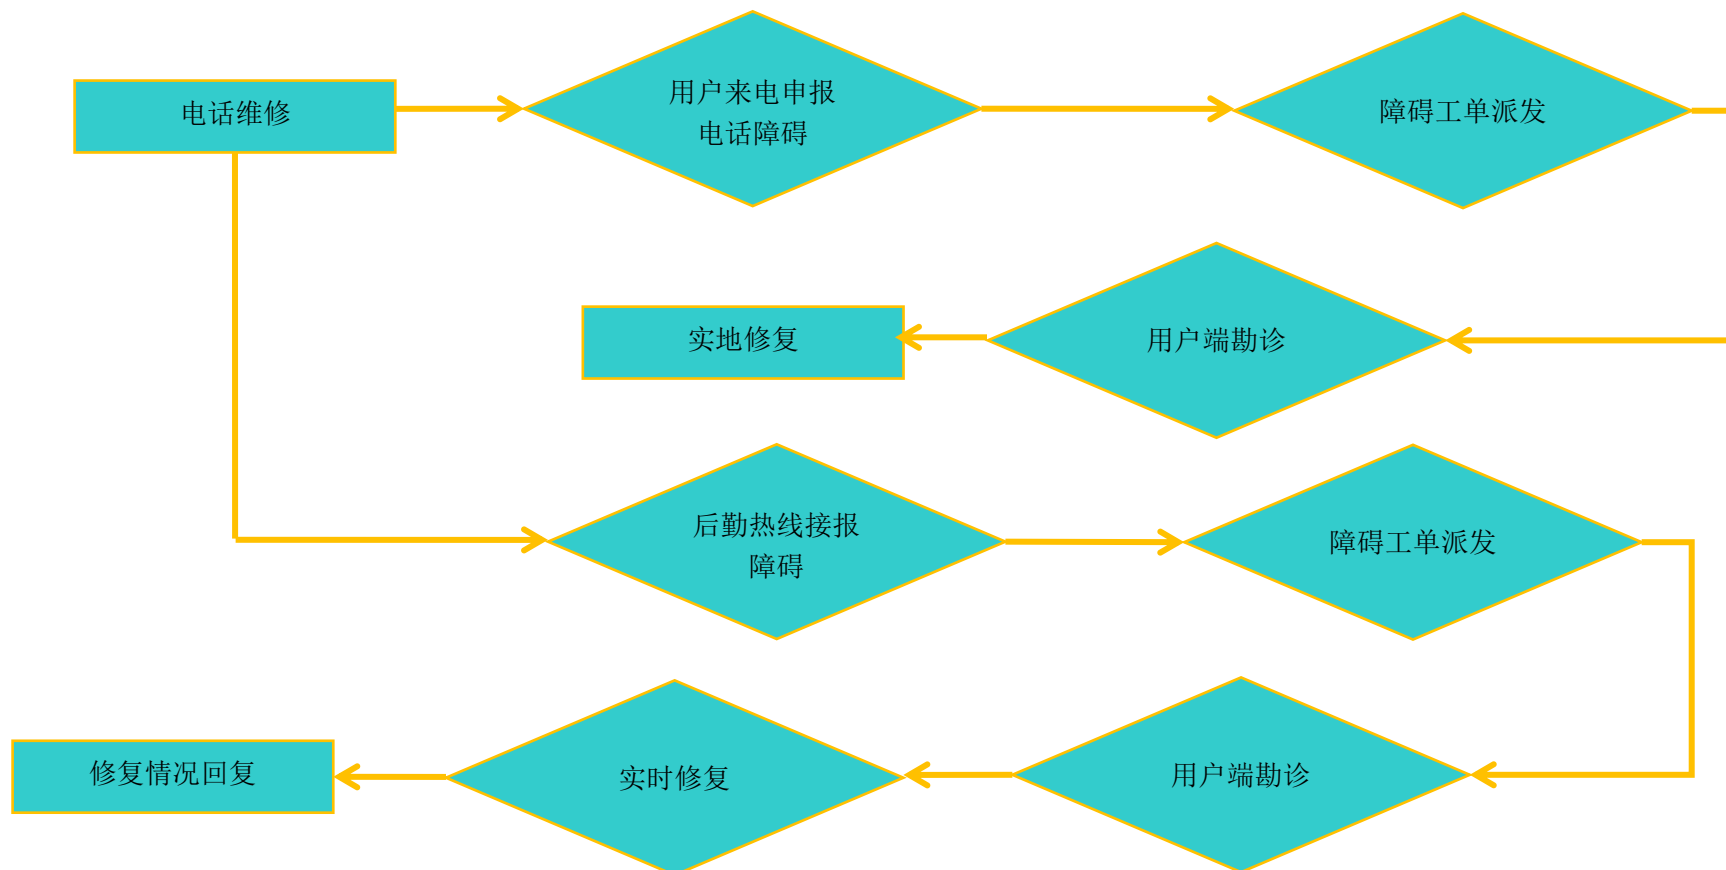 电话维修
用户来电申报
电话障碍
障碍工单派发
实地修复
用户端勘诊
后勤热线接报
障碍
障碍工单派发
修复情况回复
实时修复
用户端勘诊